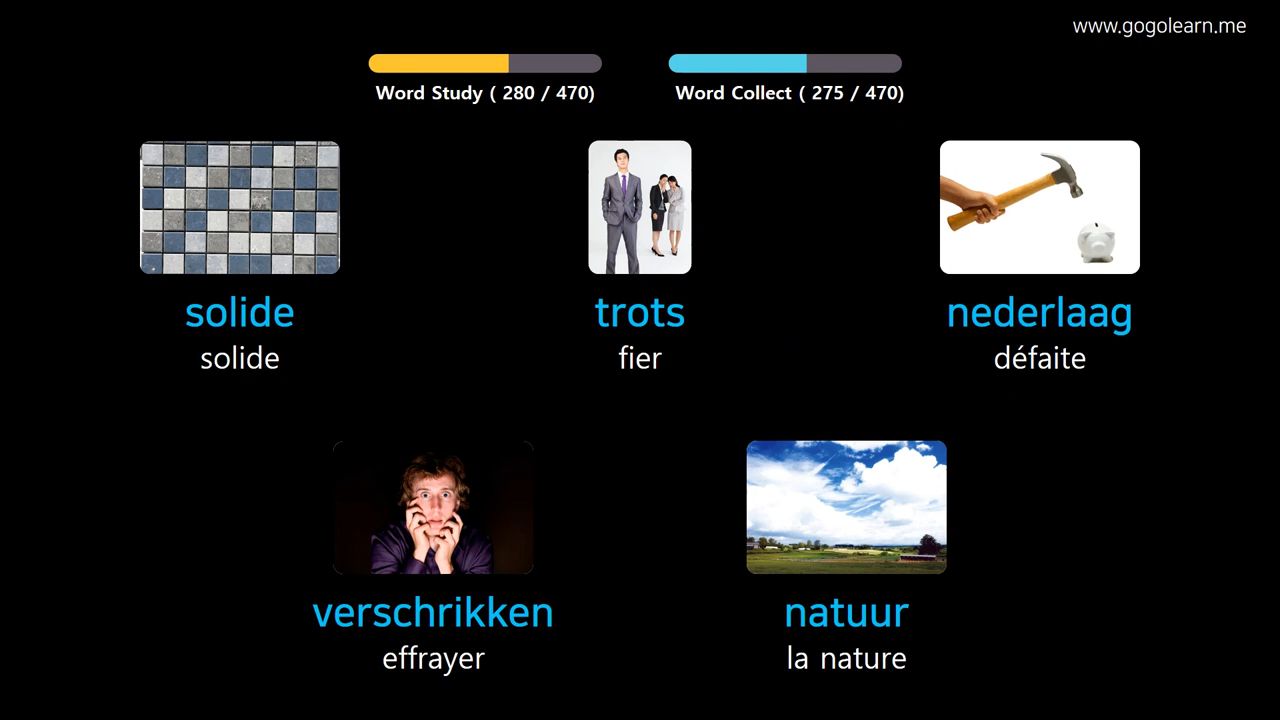 www.gogolearn.me
Word Study ( 280 / 470)
Word Collect ( 275 / 470)
solide
solide
trots
fier
nederlaag
défaite
verschrikken
effrayer
natuur
la nature